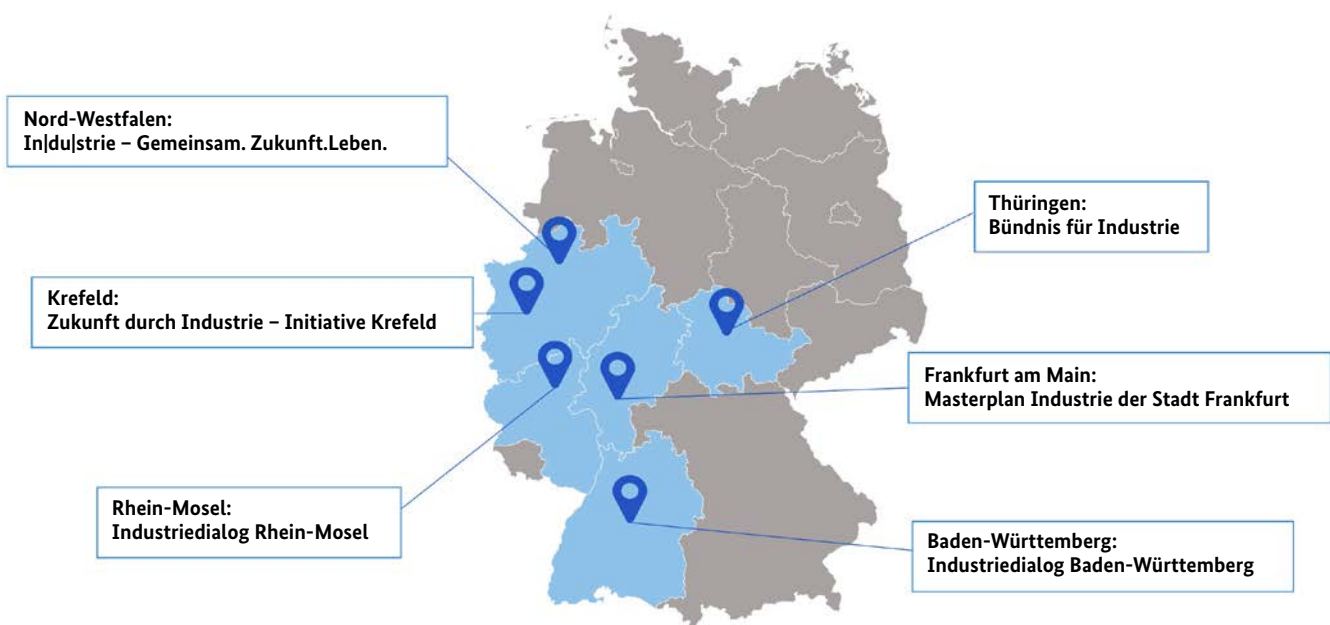 Nord-Westfalen:
In|du|strie – Gemeinsam. Zukunft.Leben.
Krefeld:
Zukunft durch Industrie – Initiative Krefeld
Rhein-Mosel:
Industriedialog Rhein-Mosel
Thüringen:
Bündnis für Industrie
Frankfurt am Main:
Masterplan Industrie der Stadt Frankfurt
Baden-Württemberg:
Industriedialog Baden-Württemberg